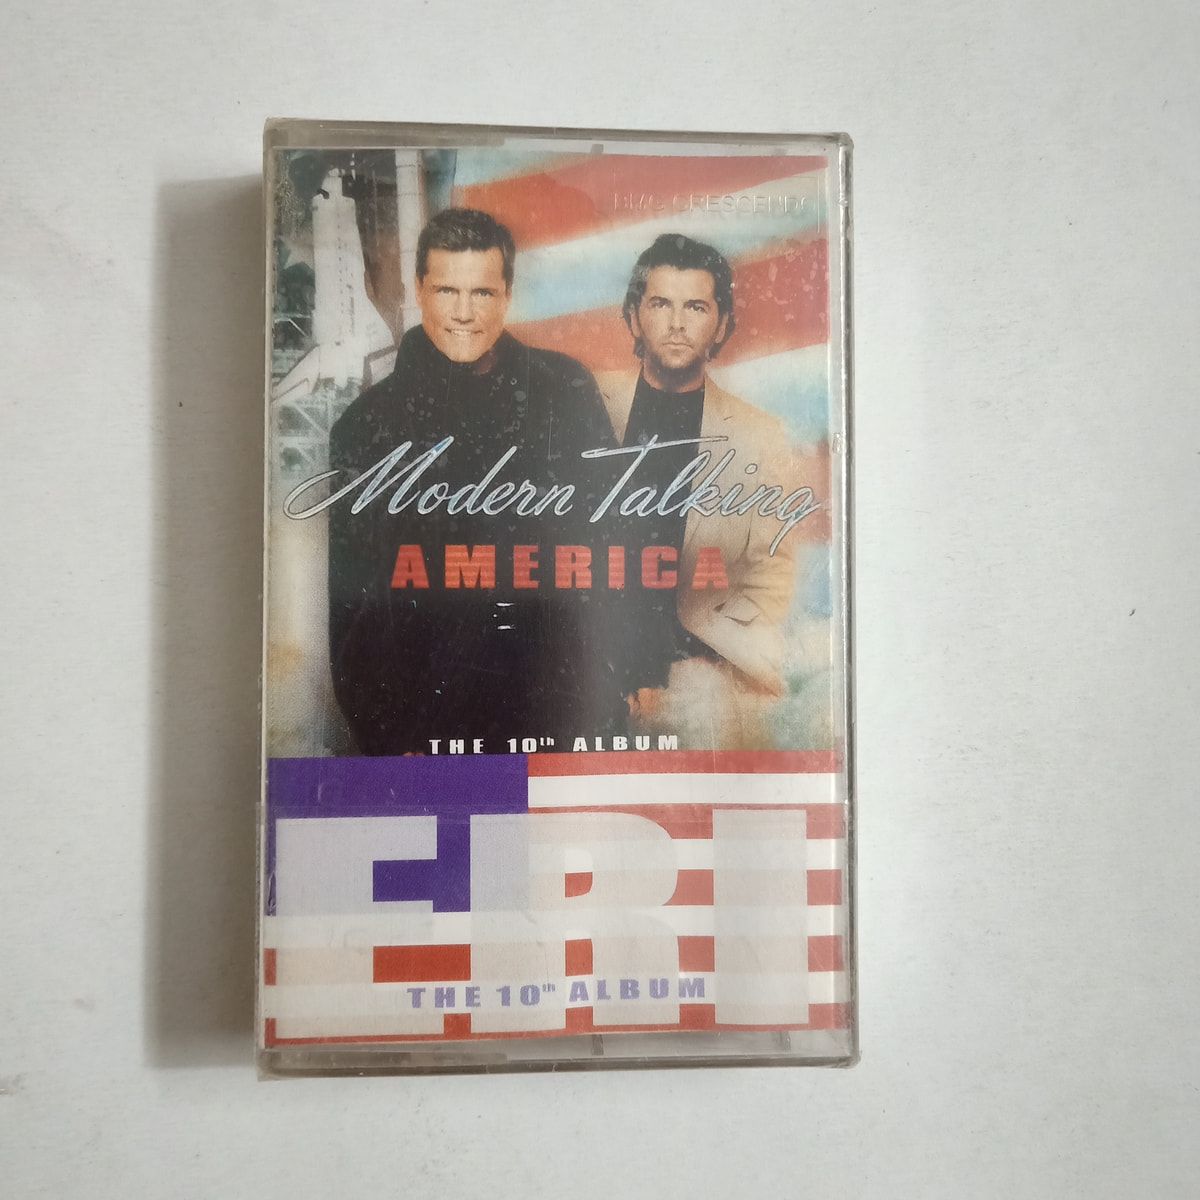 BMG CRESCENDO
Modern Talking
AMERICA
THE 10th ALBUM
ERI
THE 10th ALBUM